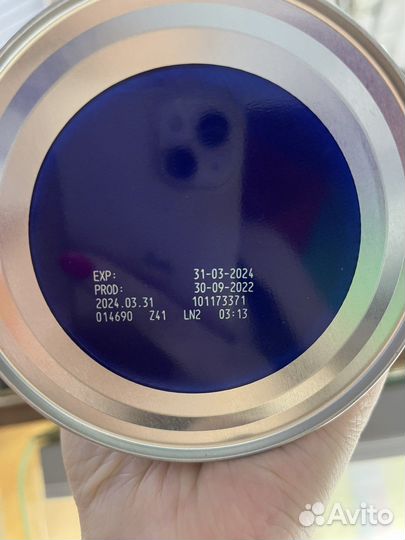 EXP: 31-03-2024
PROD: 30-09-2022
2024.03.31 101173371
014690 Z41 LN2 03:13
Avito